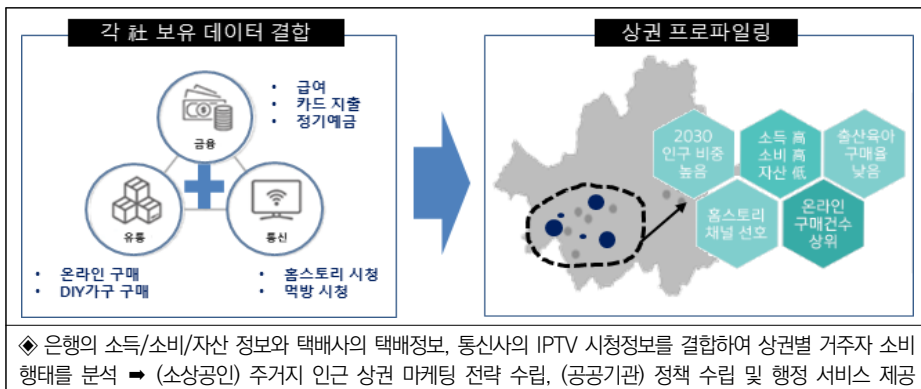 각 社 보유 데이터 결합
• 급여
• 카드 지출
• 정기예금
금융
유통
통신
• 온라인 구매
• DIY가구 구매
• 홈스토리 시청
• 먹방 시청
상권 프로파일링
2030
인구 비중
높음
소득 高
소비 高
자산 低
출산육아
구매율
낮음
홈스토리
채널 선호
온라인
구매건수
상위
◈ 은행의 소득/소비/자산 정보와 택배사의 택배정보, 통신사의 IPTV 시청정보를 결합하여 상권별 거주자 소비
행태를 분석 ➡ (소상공인) 주거지 인근 상권 마케팅 전략 수립, (공공기관) 정책 수립 및 행정 서비스 제공